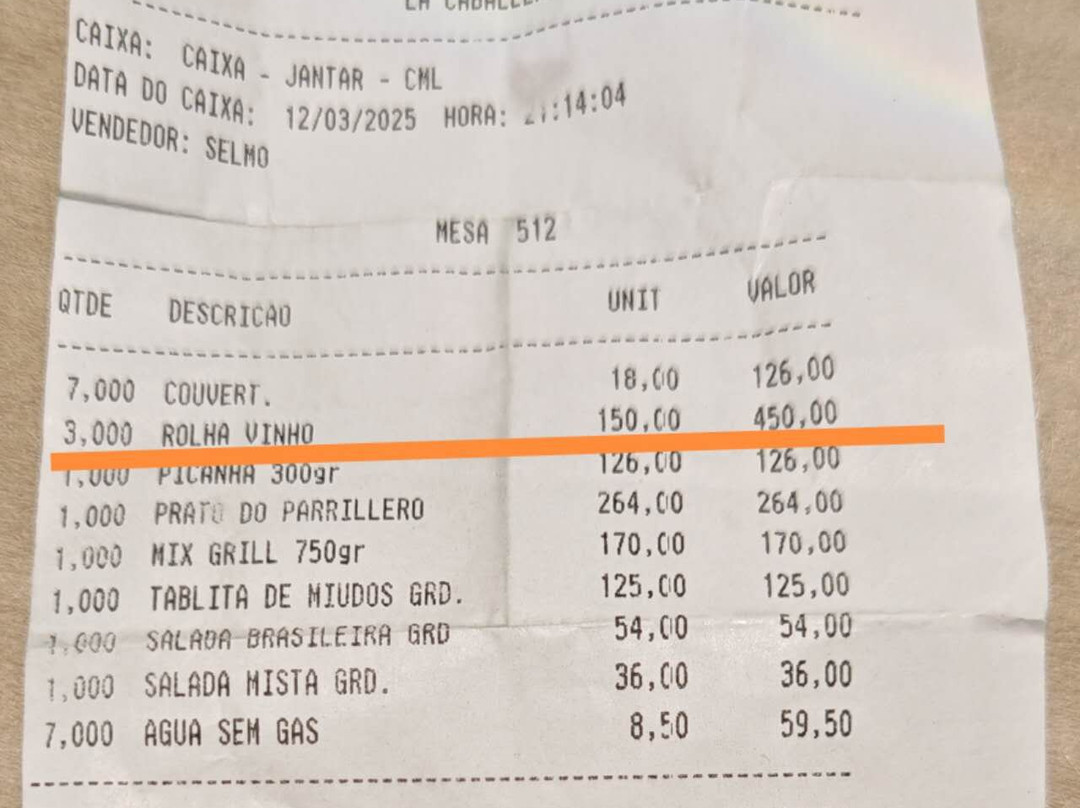 LA
CAIXA: CAIXA - JANTAR - CML
DATA DO CAIXA: 12/03/2025 HORA: :14:04
VENDEDOR: SELMO
MESA 512
QTDE DESCRICAO UNIT VALOR
7,000 COUVERT. 18,00 126,00
3,000 ROLHA VINHO 150,00 450,00
1,000 PICANHA 300gr 126,00 126,00
1,000 PRATO DO PARRILLERO 264,00 264,00
1,000 MIX GRILL 750gr 170,00 170,00
1,000 TABLITA DE MIUDOS GRD. 125,00 125,00
1,000 SALADA BRASILEIRA GRD 54,00 54,00
1,000 SALADA MISTA GRD. 36,00 36,00
7,000 AGUA SEM GAS 8,50 59,50